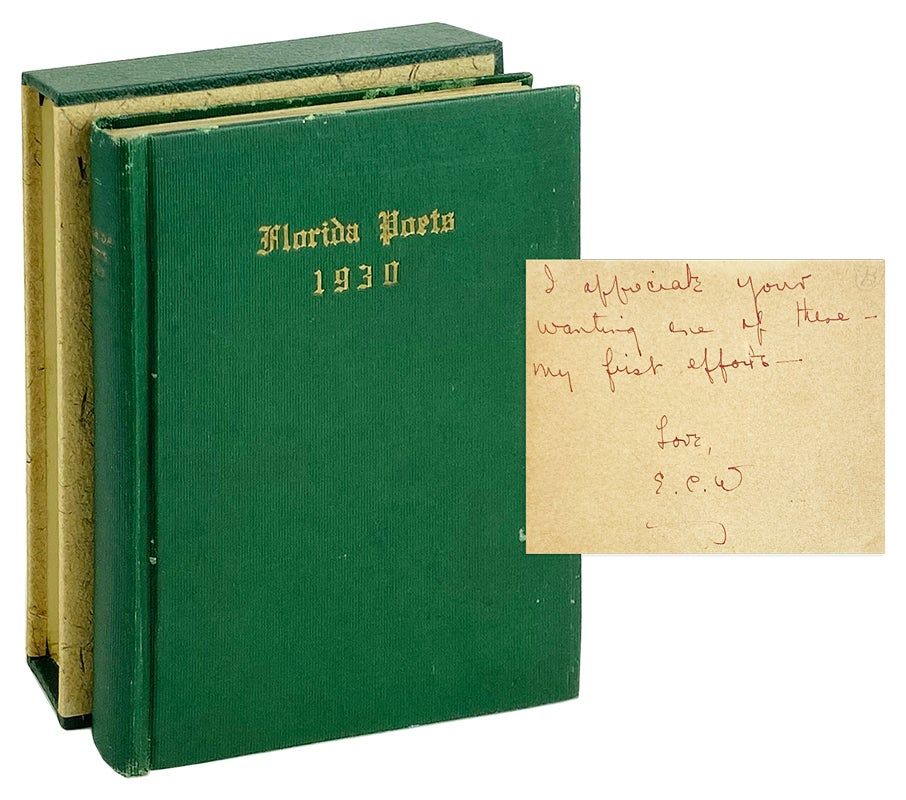 Florida Poets
1930
I appreciate your
wanting one of these —
my first efforts —
Love,
E. C. W